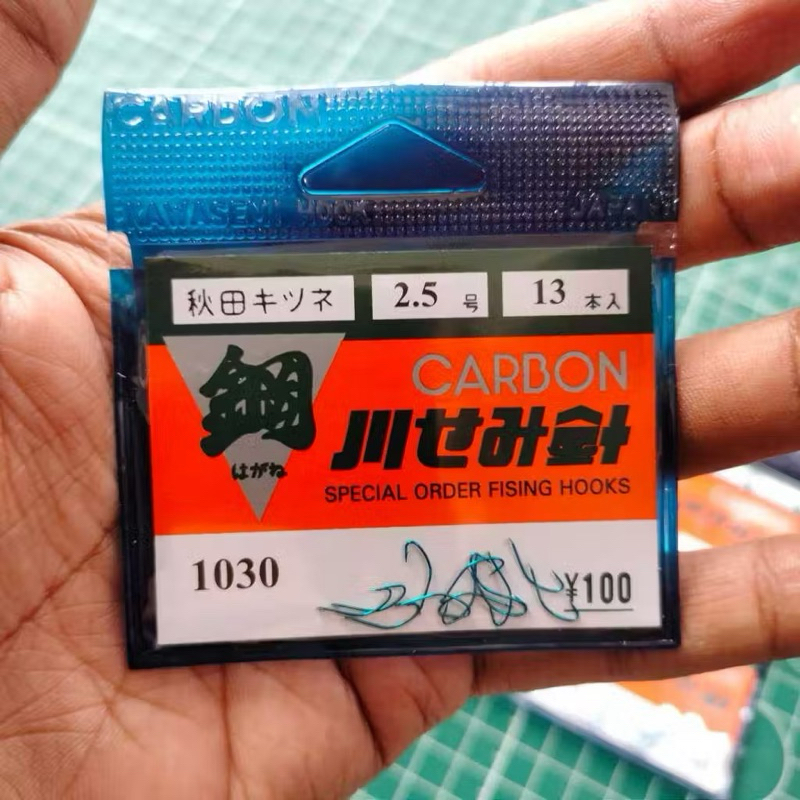 CARBON
KAWASEMI HOOK JAPAN
秋田キツネ 2.5 号 13 本入
CARBON
鋼 川せみ針
はがね
SPECIAL ORDER FISING HOOKS
1030
¥100